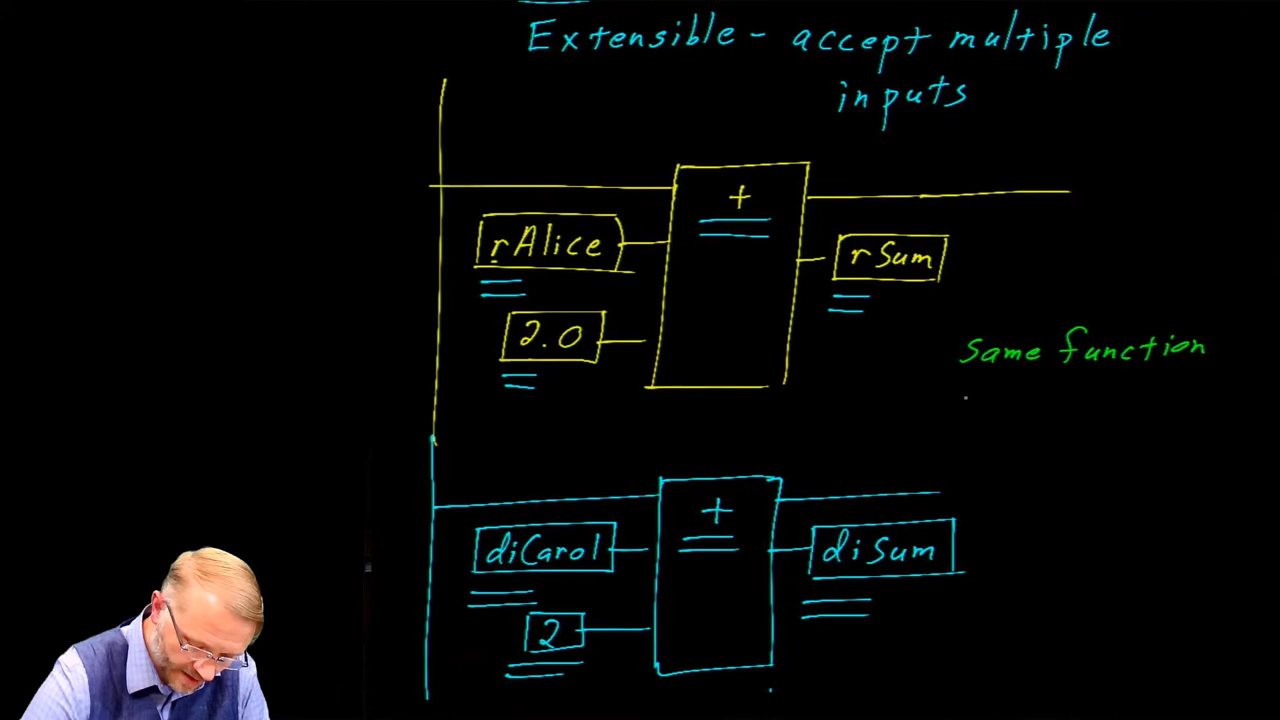 Extensible - accept multiple
inputs
+
rAlice
rSum
2.0
same function
+
diCarol
diSum
2